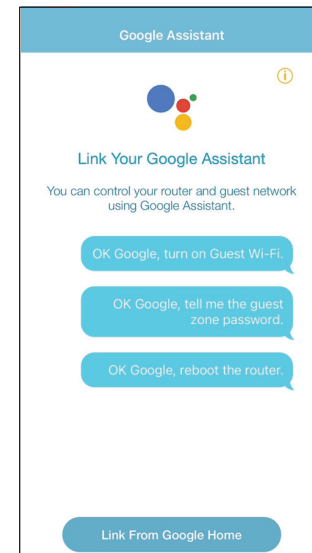 Google Assistant
i
Link Your Google Assistant
You can control your router and guest network
using Google Assistant.
OK Google, turn on Guest Wi-Fi.
OK Google, tell me the guest
zone password.
OK Google, reboot the router.
Link From Google Home